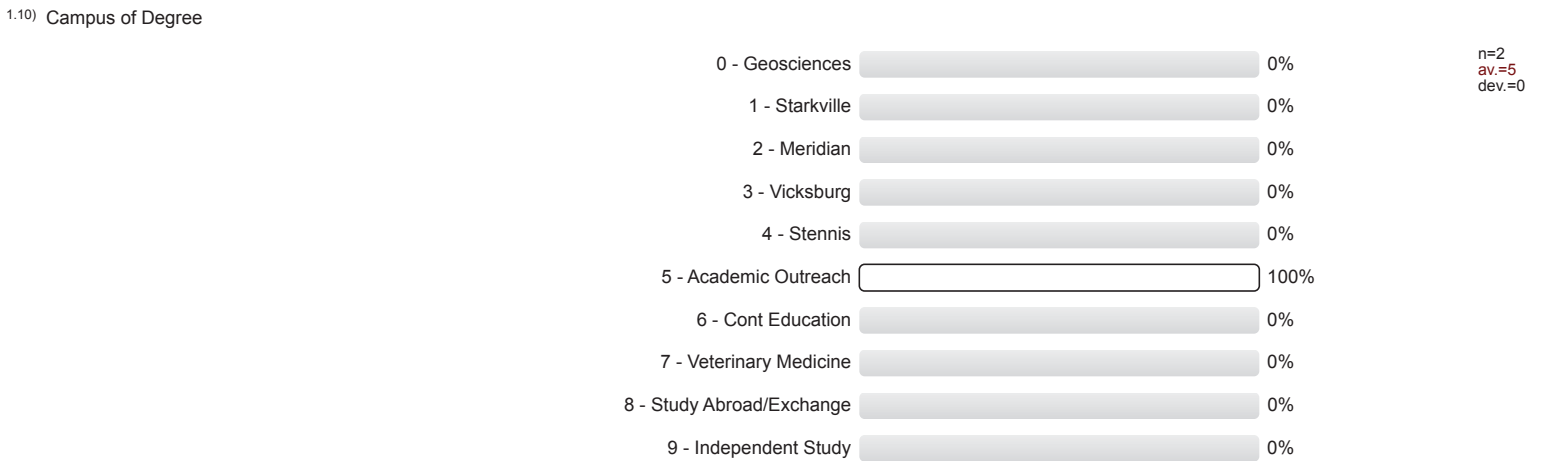 1.10) Campus of Degree
0 - Geosciences 0%
n=2
av.=5
dev.=0
1 - Starkville 0%
2 - Meridian 0%
3 - Vicksburg 0%
4 - Stennis 0%
5 - Academic Outreach 100%
6 - Cont Education 0%
7 - Veterinary Medicine 0%
8 - Study Abroad/Exchange 0%
9 - Independent Study 0%